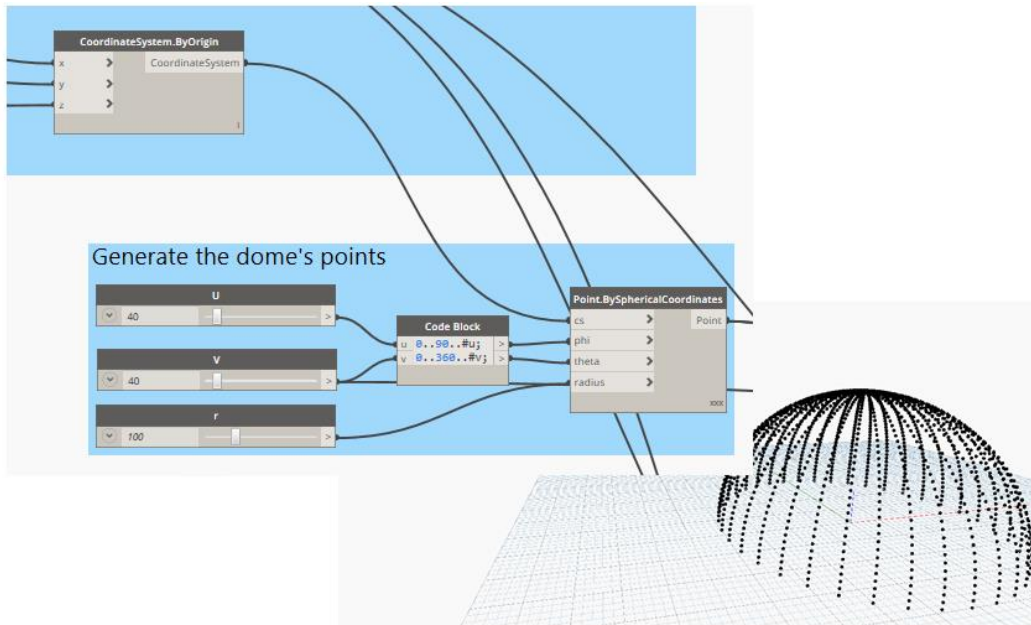 CoordinateSystem.ByOrigin
x > CoordinateSystem
y >
z >
Generate the dome's points
U
40 >
V
40 >
r
100 >
Code Block
u 0..90..#u; >
v 0..360..#v; >
Point.BySphericalCoordinates
cs > Point
phi >
theta >
radius >
xxx